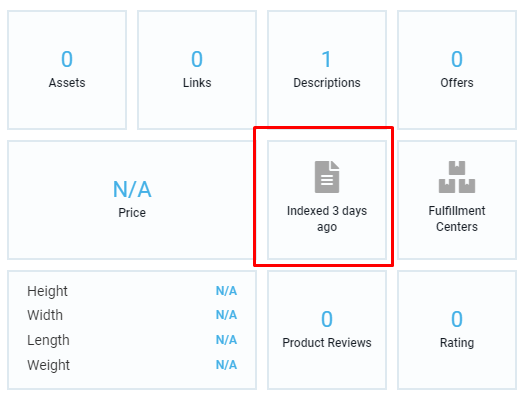 0
Assets
0
Links
1
Descriptions
0
Offers
N/A
Price
Indexed 3 days
ago
Fulfillment
Centers
Height N/A
Width N/A
Length N/A
Weight N/A
0
Product Reviews
0
Rating